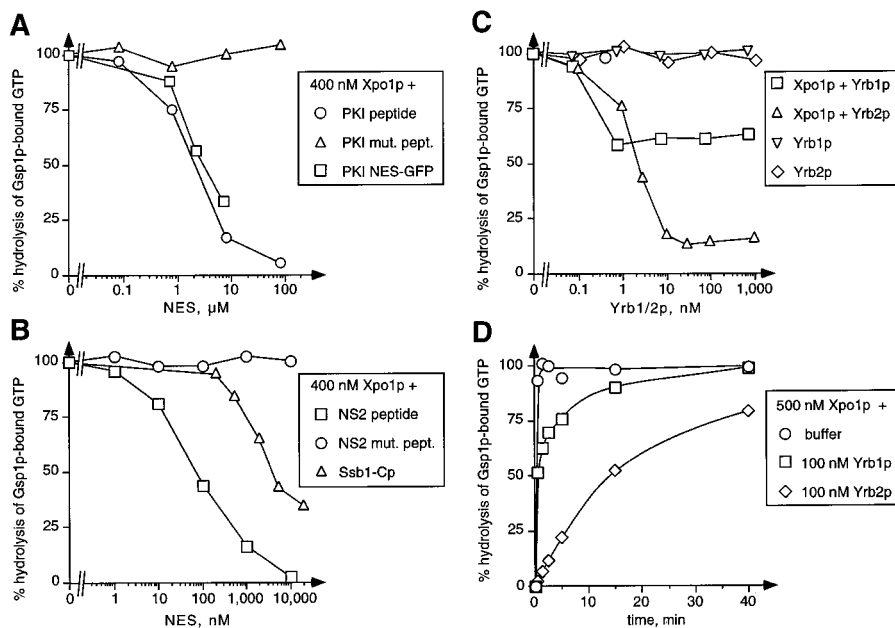 A
% hydrolysis of Gsp1p-bound GTP
100
75
50
25
0
0 0.1 1 10 100
NES, µM
400 nM Xpo1p +
PKI peptide
PKI mut. pept.
PKI NES-GFP
B
% hydrolysis of Gsp1p-bound GTP
100
75
50
25
0
0 1 10 100 1,000 10,000
NES, nM
400 nM Xpo1p +
NS2 peptide
NS2 mut. pept.
Ssb1-Cp
C
% hydrolysis of Gsp1p-bound GTP
100
75
50
25
0
0 0.1 1 10 100 1,000
Yrb1/2p, nM
Xpo1p + Yrb1p
Xpo1p + Yrb2p
Yrb1p
Yrb2p
D
% hydrolysis of Gsp1p-bound GTP
100
75
50
25
0
0 10 20 30 40
time, min
500 nM Xpo1p +
buffer
100 nM Yrb1p
100 nM Yrb2p